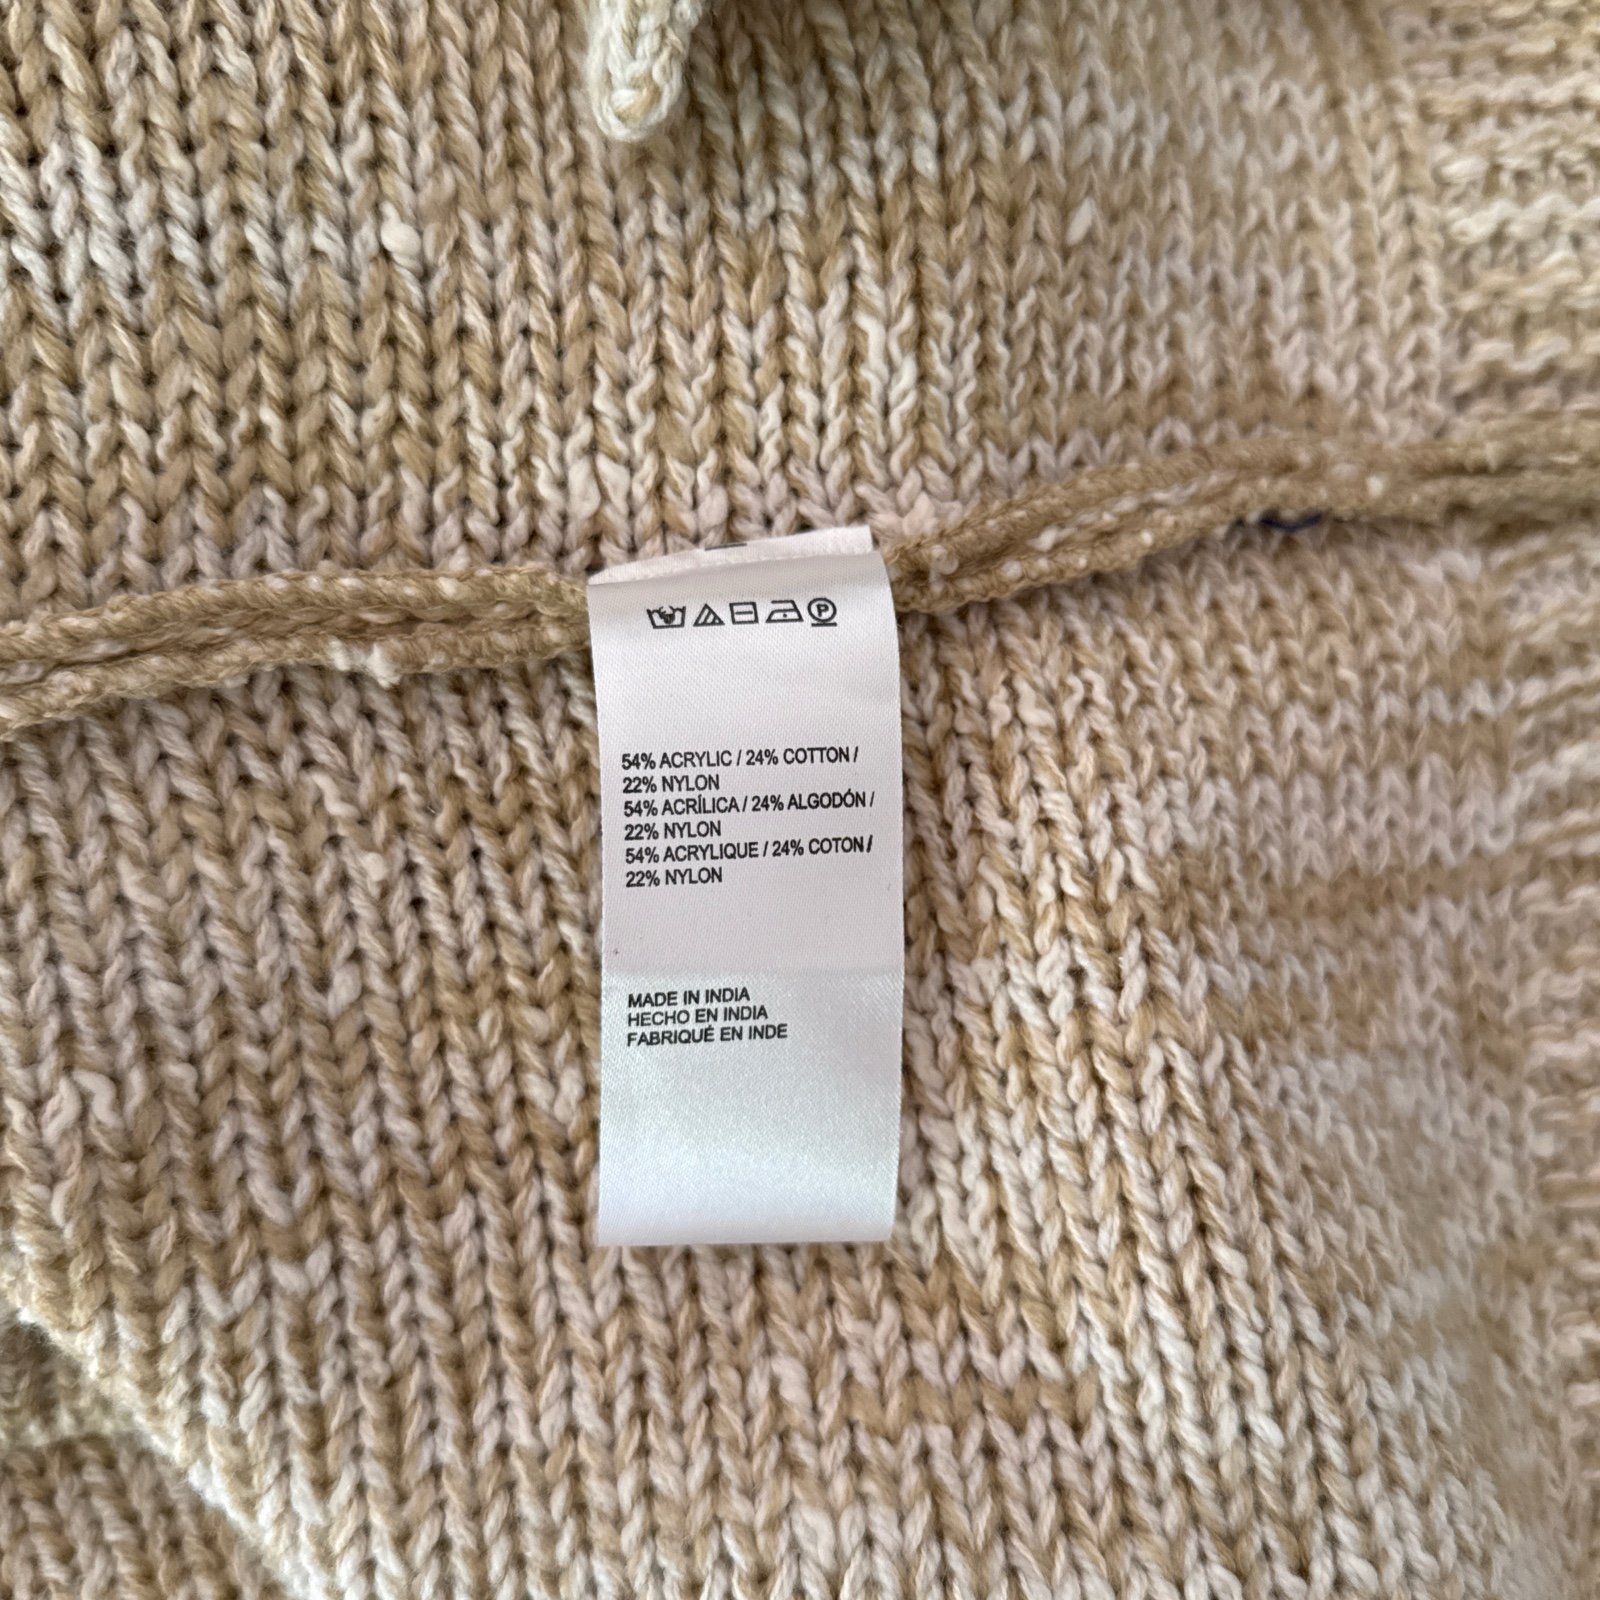 P
54% ACRYLIC / 24% COTTON /
22% NYLON
54% ACRÍLICA / 24% ALGODÓN /
22% NYLON
54% ACRYLIQUE / 24% COTON /
22% NYLON
MADE IN INDIA
HECHO EN INDIA
FABRIQUÉ EN INDE